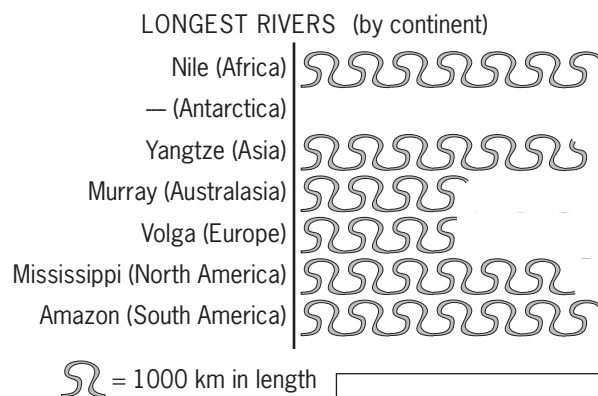 LONGEST RIVERS (by continent)
Nile (Africa)
— (Antarctica)
Yangtze (Asia)
Murray (Australasia)
Volga (Europe)
Mississippi (North America)
Amazon (South America)
= 1000 km in length